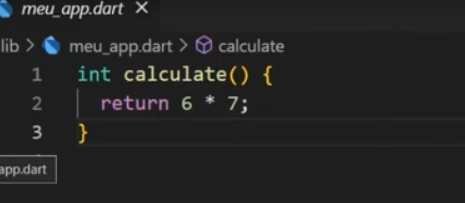 meu_app.dart
lib > meu_app.dart > calculate
1 int calculate() {
2 return 6 * 7;
3 }
app.dart